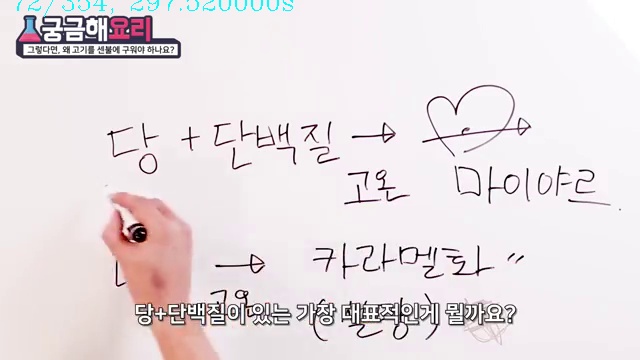 72/354, 297.520000s
궁금해요리
그렇다면, 왜 고기를 센불에 구워야 하나요?
당 + 단백질 → →
고온 마이야르.
→ 카라멜화 〃
고온
당+단백질이 있는 가장 대표적인게 뭘까요?